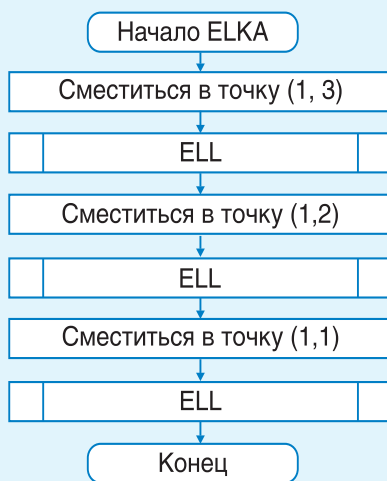 Начало ELKA
Сместиться в точку (1, 3)
ELL
Сместиться в точку (1,2)
ELL
Сместиться в точку (1,1)
ELL
Конец